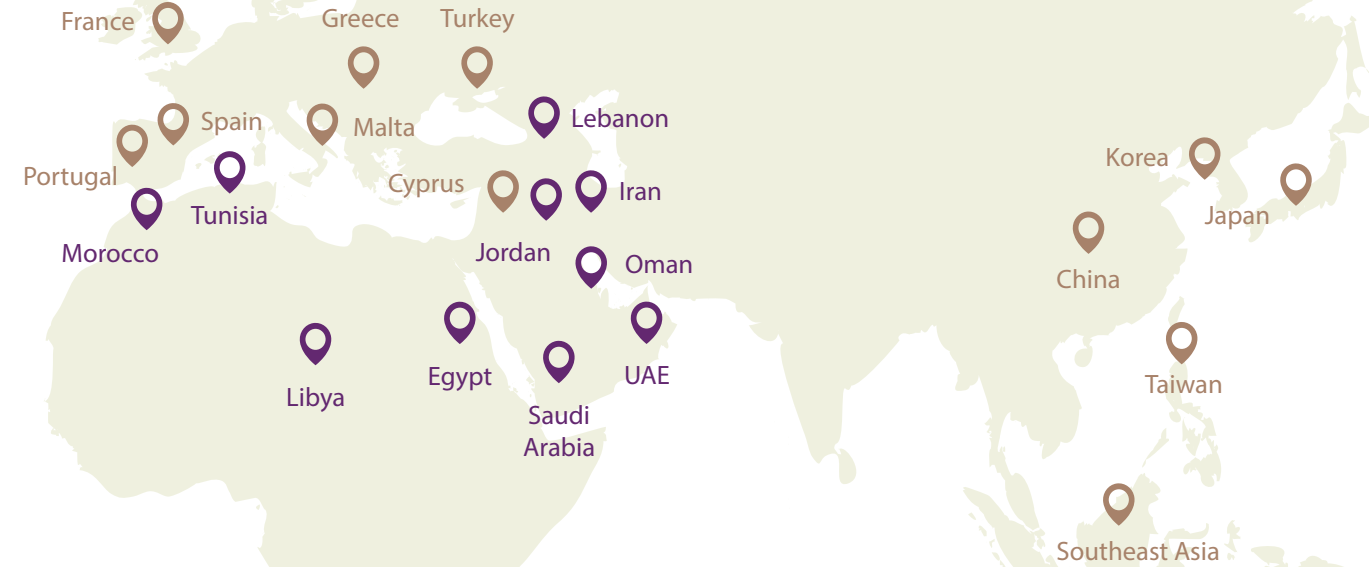 France
Greece
Turkey
Spain
Malta
Lebanon
Portugal
Cyprus
Iran
Korea
Tunisia
Japan
Morocco
Jordan
Oman
China
Libya
Egypt
UAE
Taiwan
Saudi
Arabia
Southeast Asia